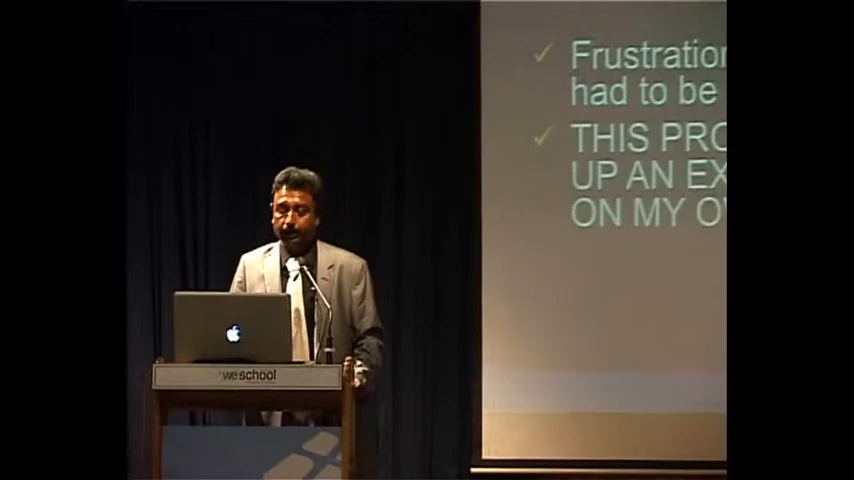 Frustration
had to be
THIS PRO
UP AN EX
ON MY OV
weschool